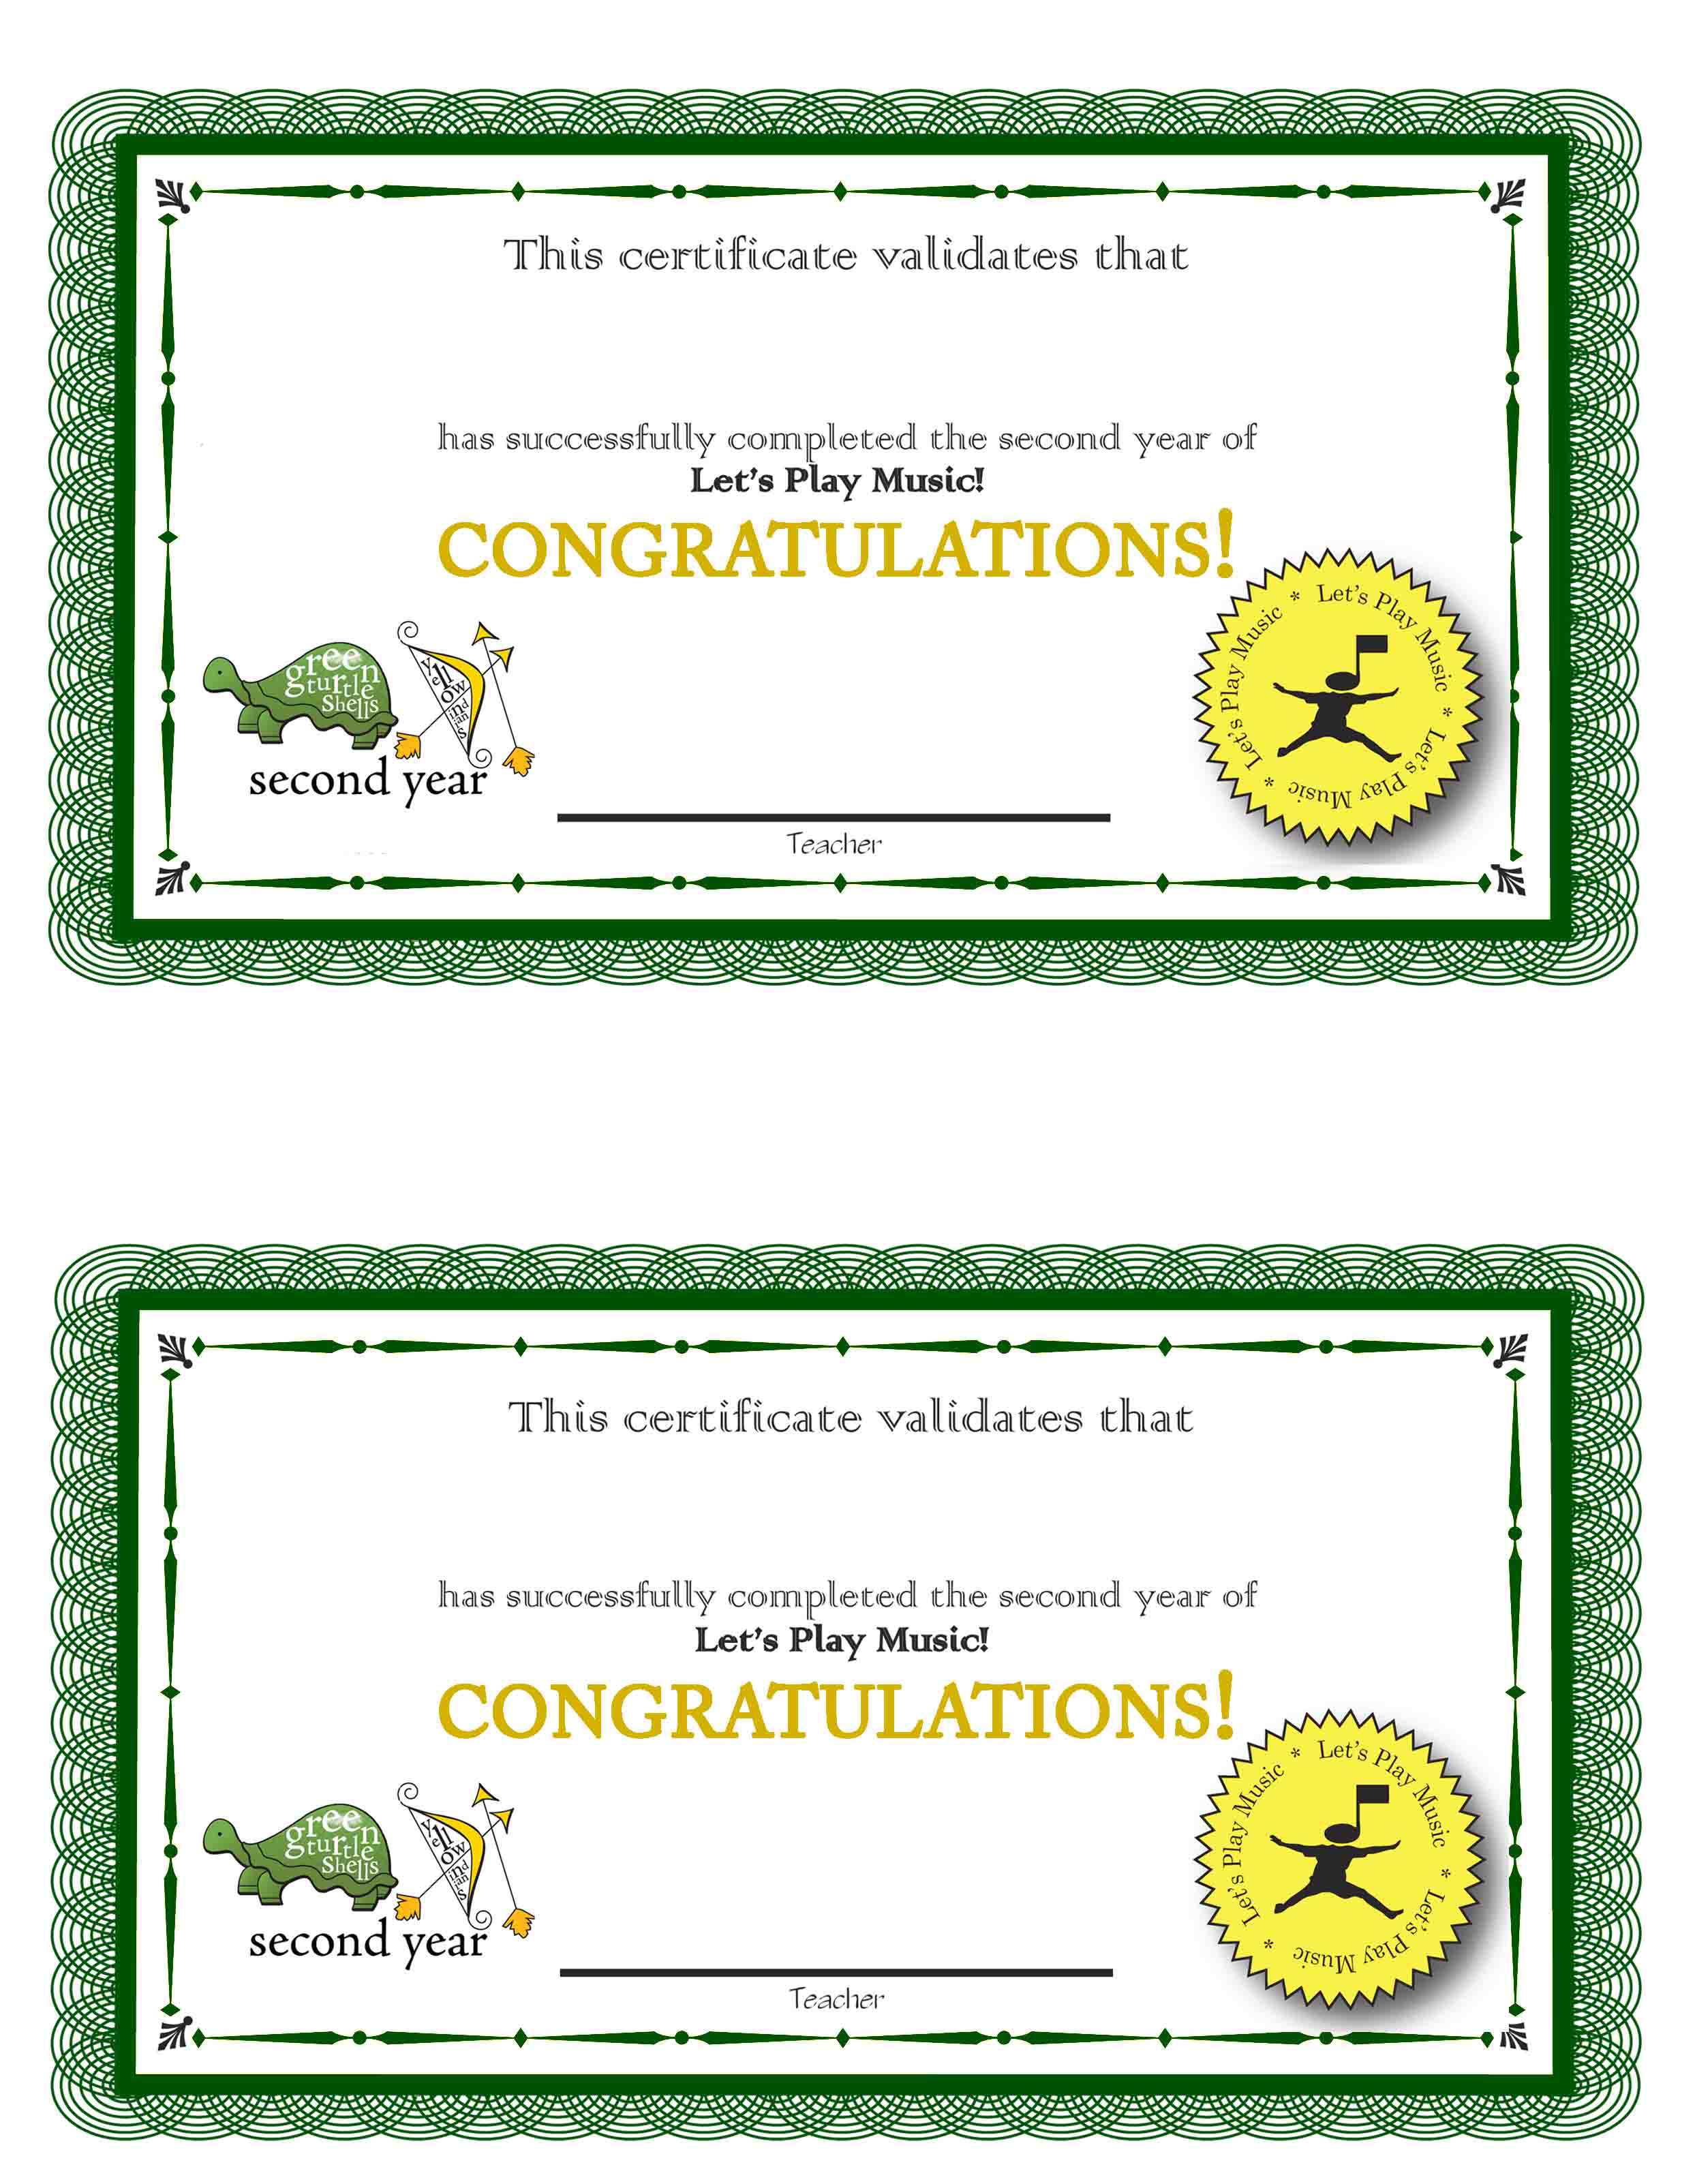 This certificate validates that
has successfully completed the second year of
Let's Play Music!
CONGRATULATIONS!
green
turtle
Shells
Yellow
indians
second year
Let's Play Music * Let's Play Music * Let's Play Music *
Teacher
This certificate validates that
has successfully completed the second year of
Let's Play Music!
CONGRATULATIONS!
green
turtle
Shells
Yellow
indians
second year
Let's Play Music * Let's Play Music * Let's Play Music *
Teacher